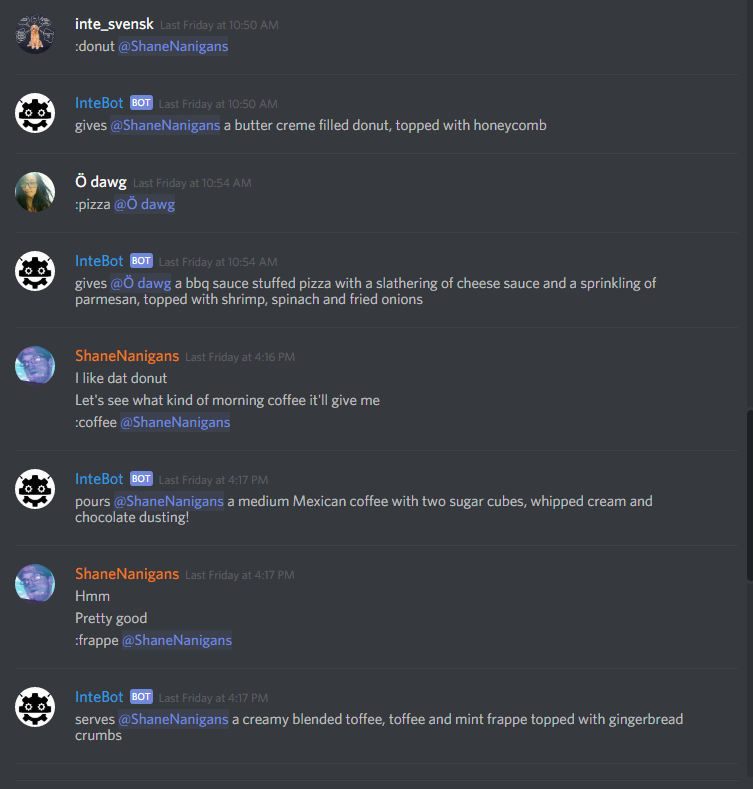 inte_svensk Last Friday at 10:50 AM
:donut @ShaneNanigans
InteBot BOT Last Friday at 10:50 AM
gives @ShaneNanigans a butter creme filled donut, topped with honeycomb
Ö dawg Last Friday at 10:54 AM
:pizza @Ö dawg
InteBot BOT Last Friday at 10:54 AM
gives @Ö dawg a bbq sauce stuffed pizza with a slathering of cheese sauce and a sprinkling of
parmesan, topped with shrimp, spinach and fried onions
ShaneNanigans Last Friday at 4:16 PM
I like dat donut
Let's see what kind of morning coffee it'll give me
:coffee @ShaneNanigans
InteBot BOT Last Friday at 4:17 PM
pours @ShaneNanigans a medium Mexican coffee with two sugar cubes, whipped cream and
chocolate dusting!
ShaneNanigans Last Friday at 4:17 PM
Hmm
Pretty good
:frappe @ShaneNanigans
InteBot BOT Last Friday at 4:17 PM
serves @ShaneNanigans a creamy blended toffee, toffee and mint frappe topped with gingerbread
crumbs